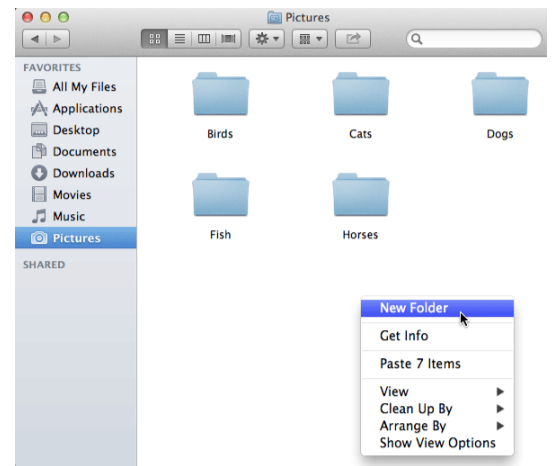 Pictures
FAVORITES
All My Files
Applications
Desktop
Documents
Downloads
Movies
Music
Pictures
SHARED
Birds Cats Dogs
Fish Horses
New Folder
Get Info
Paste 7 Items
View
Clean Up By
Arrange By
Show View Options